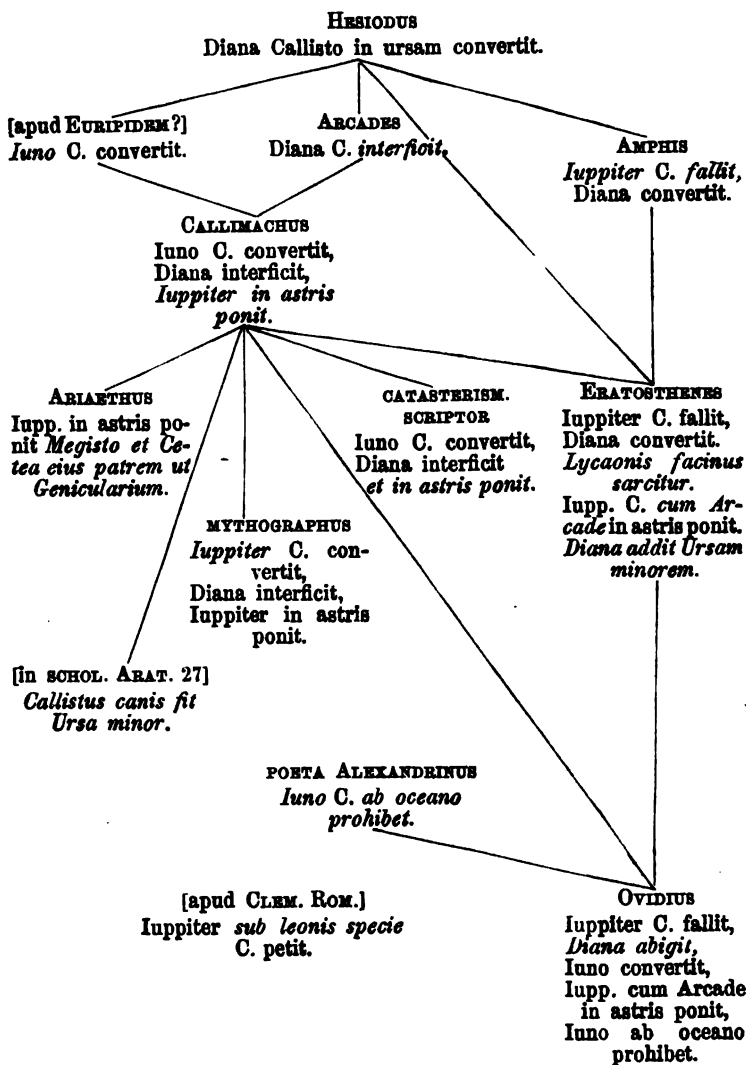 HESIODUS
Diana Callisto in ursam convertit.
[apud EURIPIDEM?]
Iuno C. convertit.
ARCADES
Diana C. interficit,
AMPHIS
Iuppiter C. fallit,
Diana convertit.
CALLIMACHUS
Iuno C. convertit,
Diana interficit,
Iuppiter in astris
ponit.
ARIAETHUS
Iupp. in astris po-
nit Megisto et Ce-
tea eius patrem ut
Genicularium.
CATASTERISM.
SCRIPTOR
Iuno C. convertit,
Diana interficit
et in astris ponit.
ERATOSTHENES
Iuppiter C. fallit,
Diana convertit.
Lycaonis facinus
sarcitur.
Iupp. C. cum Ar-
cade in astris ponit.
Diana addit Ursam
minorem.
MYTHOGRAPHUS
Iuppiter C. con-
vertit,
Diana interficit,
Iuppiter in astris
ponit.
[in SCHOL. ARAT. 27]
Callistus canis fit
Ursa minor.
POETA ALEXANDRINUS
Iuno C. ab oceano
prohibet.
[apud CLEM. ROM.]
Iuppiter sub leonis specie
C. petit.
OVIDIUS
Iuppiter C. fallit,
Diana abigit,
Iuno convertit,
Iupp. cum Arcade
in astris ponit,
Iuno ab oceano
prohibet.